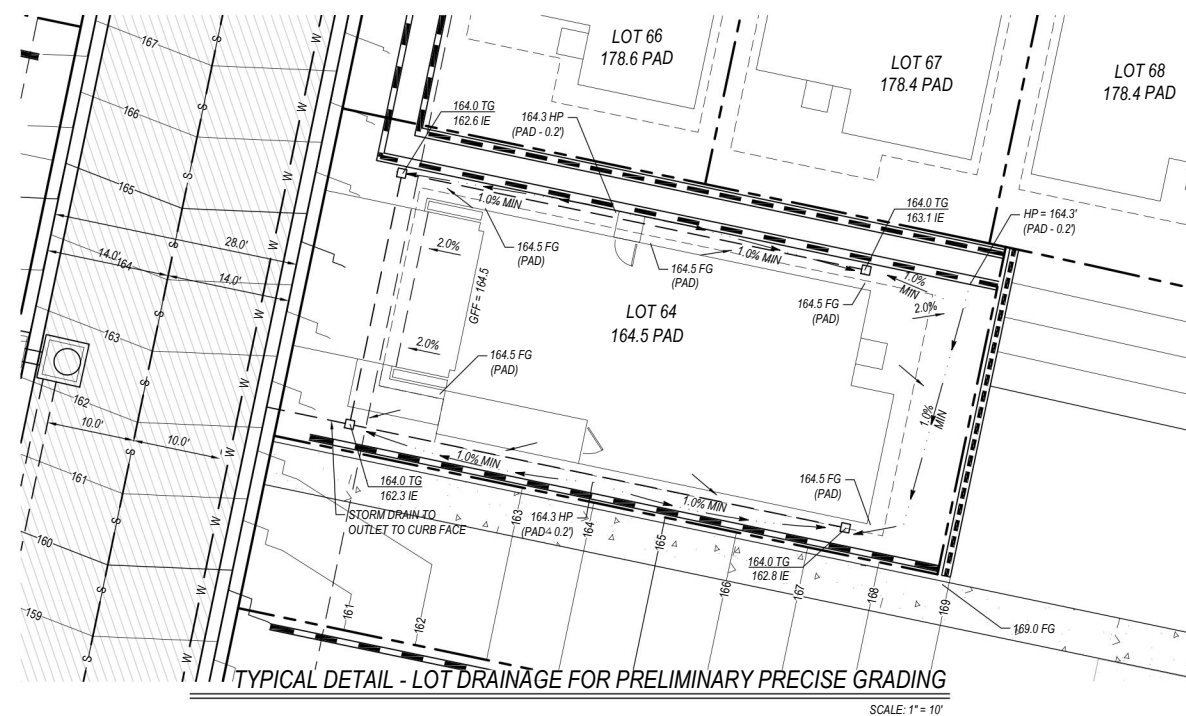 LOT 66
178.6 PAD
LOT 67
178.4 PAD
LOT 68
178.4 PAD
167
S
W
166
164.0 TG
162.6 IE
164.3 HP
(PAD - 0.2')
S
W
165
1.0% MIN
164.0 TG
163.1 IE
HP = 164.3'
(PAD - 0.2')
28.0'
14.0'
164
14.0'
2.0%
164.5 FG
(PAD)
164.5 FG
(PAD)
1.0% MIN
1.0%
MIN
2.0%
164.5 FG
(PAD)
GFF = 164.5
LOT 64
164.5 PAD
S
W
163
2.0%
164.5 FG
(PAD)
1.0%
MIN
S
W
162
10.0'
10.0'
S
W
161
1.0% MIN
164.0 TG
162.3 IE
STORM DRAIN TO
OUTLET TO CURB FACE
164.5 FG
(PAD)
1.0% MIN
163
164.3 HP
(PAD - 0.2')
164
165
164.0 TG
162.8 IE
166
167
168
169
169.0 FG
S
W
160
161
162
S
W
159
S
W
TYPICAL DETAIL - LOT DRAINAGE FOR PRELIMINARY PRECISE GRADING
SCALE: 1" = 10'